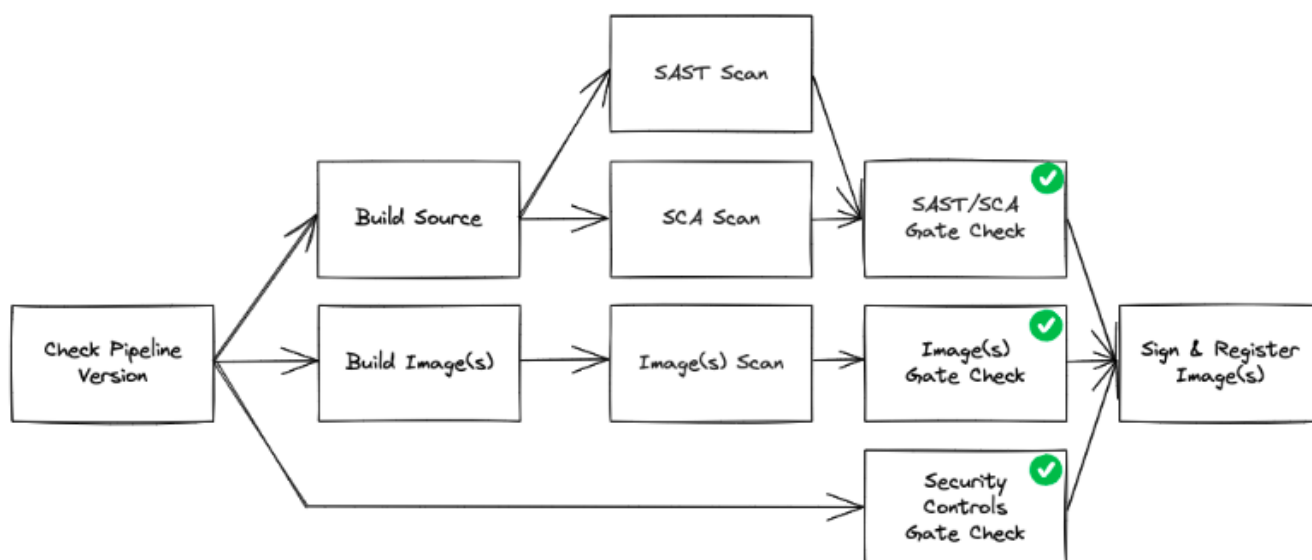 SAST Scan
Build Source
SCA Scan
SAST/SCA
Gate Check
Check Pipeline
Version
Build Image(s)
Image(s) Scan
Image(s)
Gate Check
Sign & Register
Image(s)
Security
Controls
Gate Check